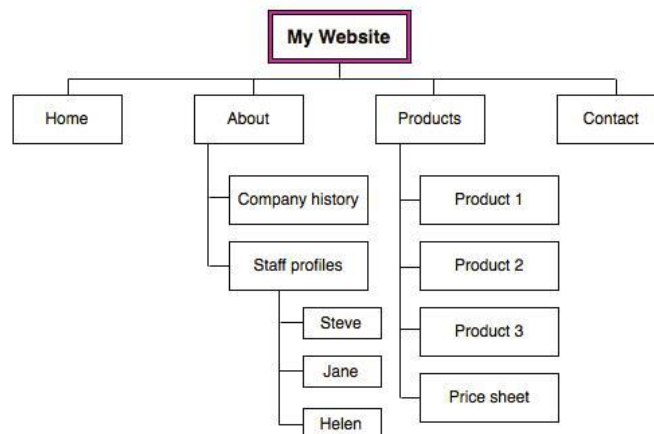 My Website
Home
About
Products
Contact
Company history
Staff profiles
Steve
Jane
Helen
Product 1
Product 2
Product 3
Price sheet